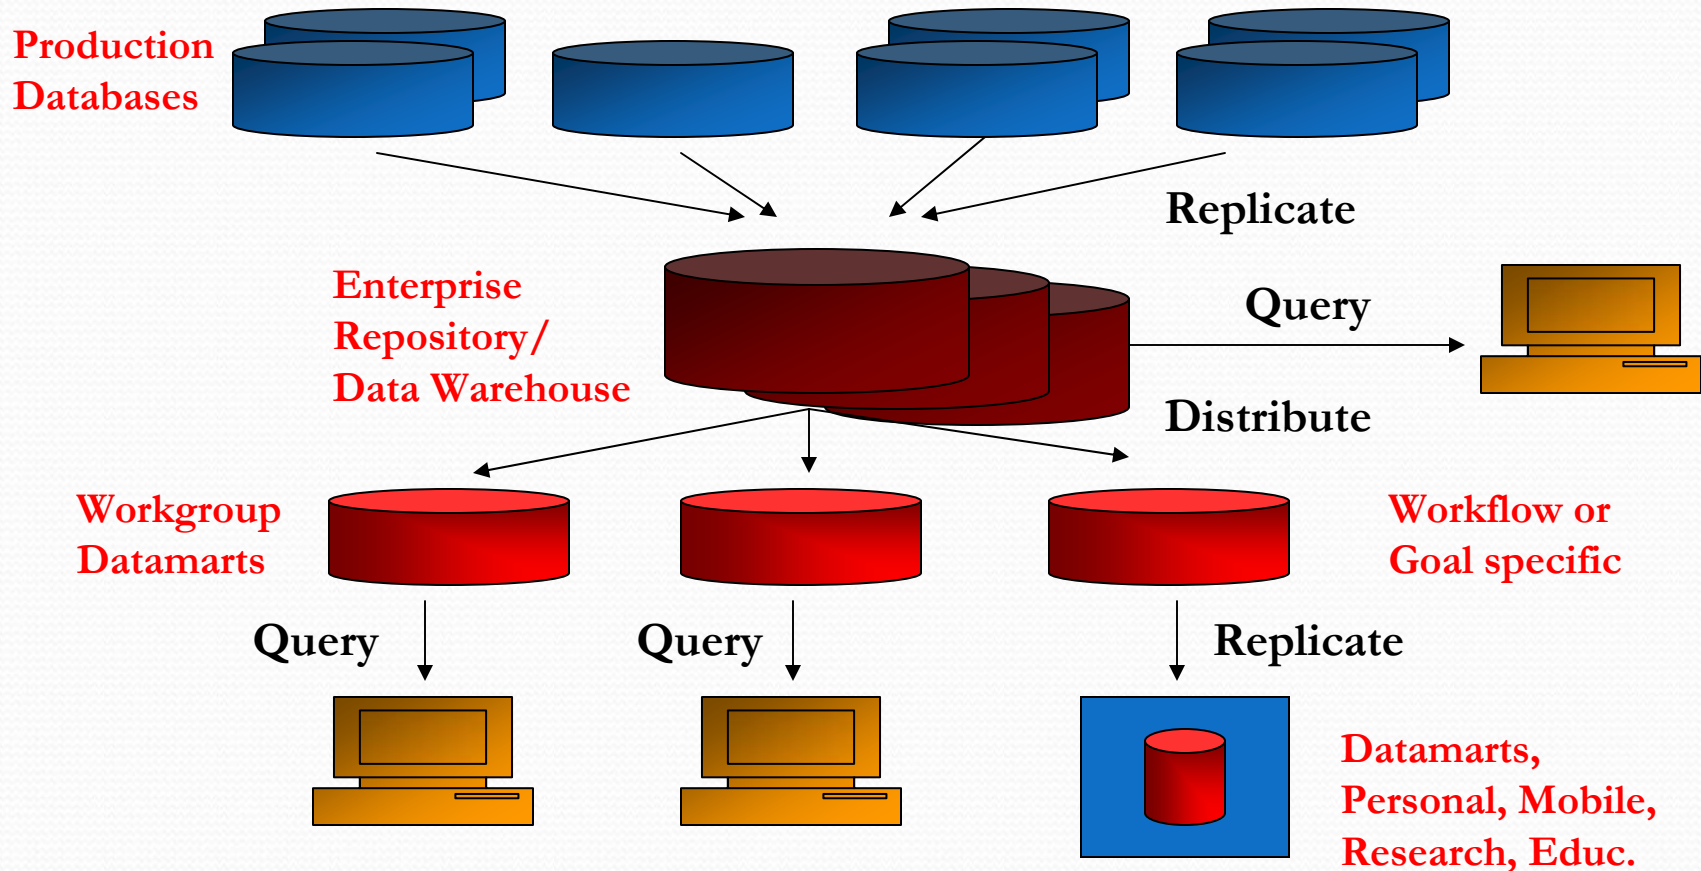 Production
Databases
Replicate
Enterprise
Repository/
Data Warehouse
Query
Distribute
Workgroup
Datamarts
Workflow or
Goal specific
Query
Query
Replicate
Datamarts,
Personal, Mobile,
Research, Educ.